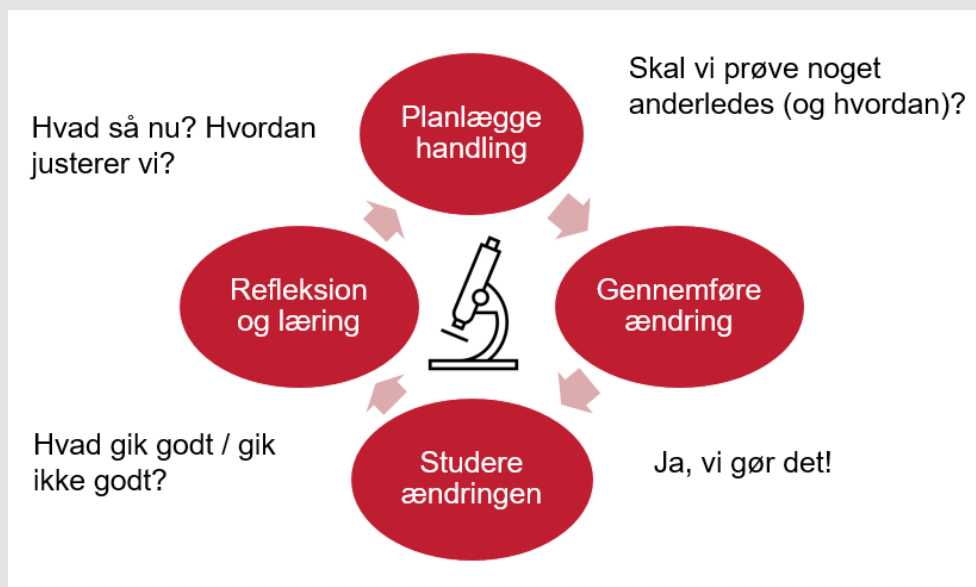 Planlægge
handling
Skal vi prøve noget
anderledes (og hvordan)?
Gennemføre
ændring
Ja, vi gør det!
Studere
ændringen
Hvad gik godt / gik
ikke godt?
Refleksion
og læring
Hvad så nu? Hvordan
justerer vi?